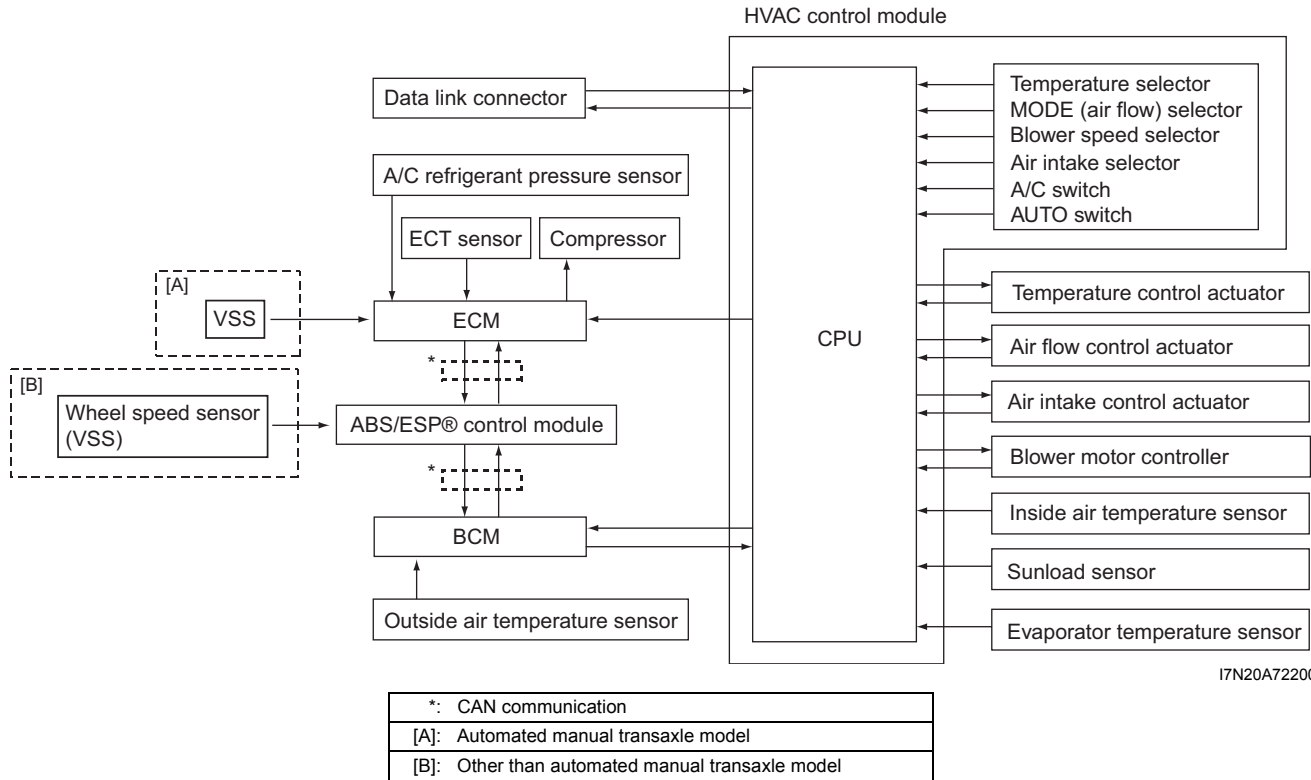 HVAC control module
Data link connector
A/C refrigerant pressure sensor
ECT sensor
Compressor
[A]
VSS
ECM
*
[B]
Wheel speed sensor
(VSS)
ABS/ESP® control module
*
BCM
Outside air temperature sensor
CPU
Temperature selector
MODE (air flow) selector
Blower speed selector
Air intake selector
A/C switch
AUTO switch
Temperature control actuator
Air flow control actuator
Air intake control actuator
Blower motor controller
Inside air temperature sensor
Sunload sensor
Evaporator temperature sensor
I7N20A72200
*: CAN communication
[A]: Automated manual transaxle model
[B]: Other than automated manual transaxle model